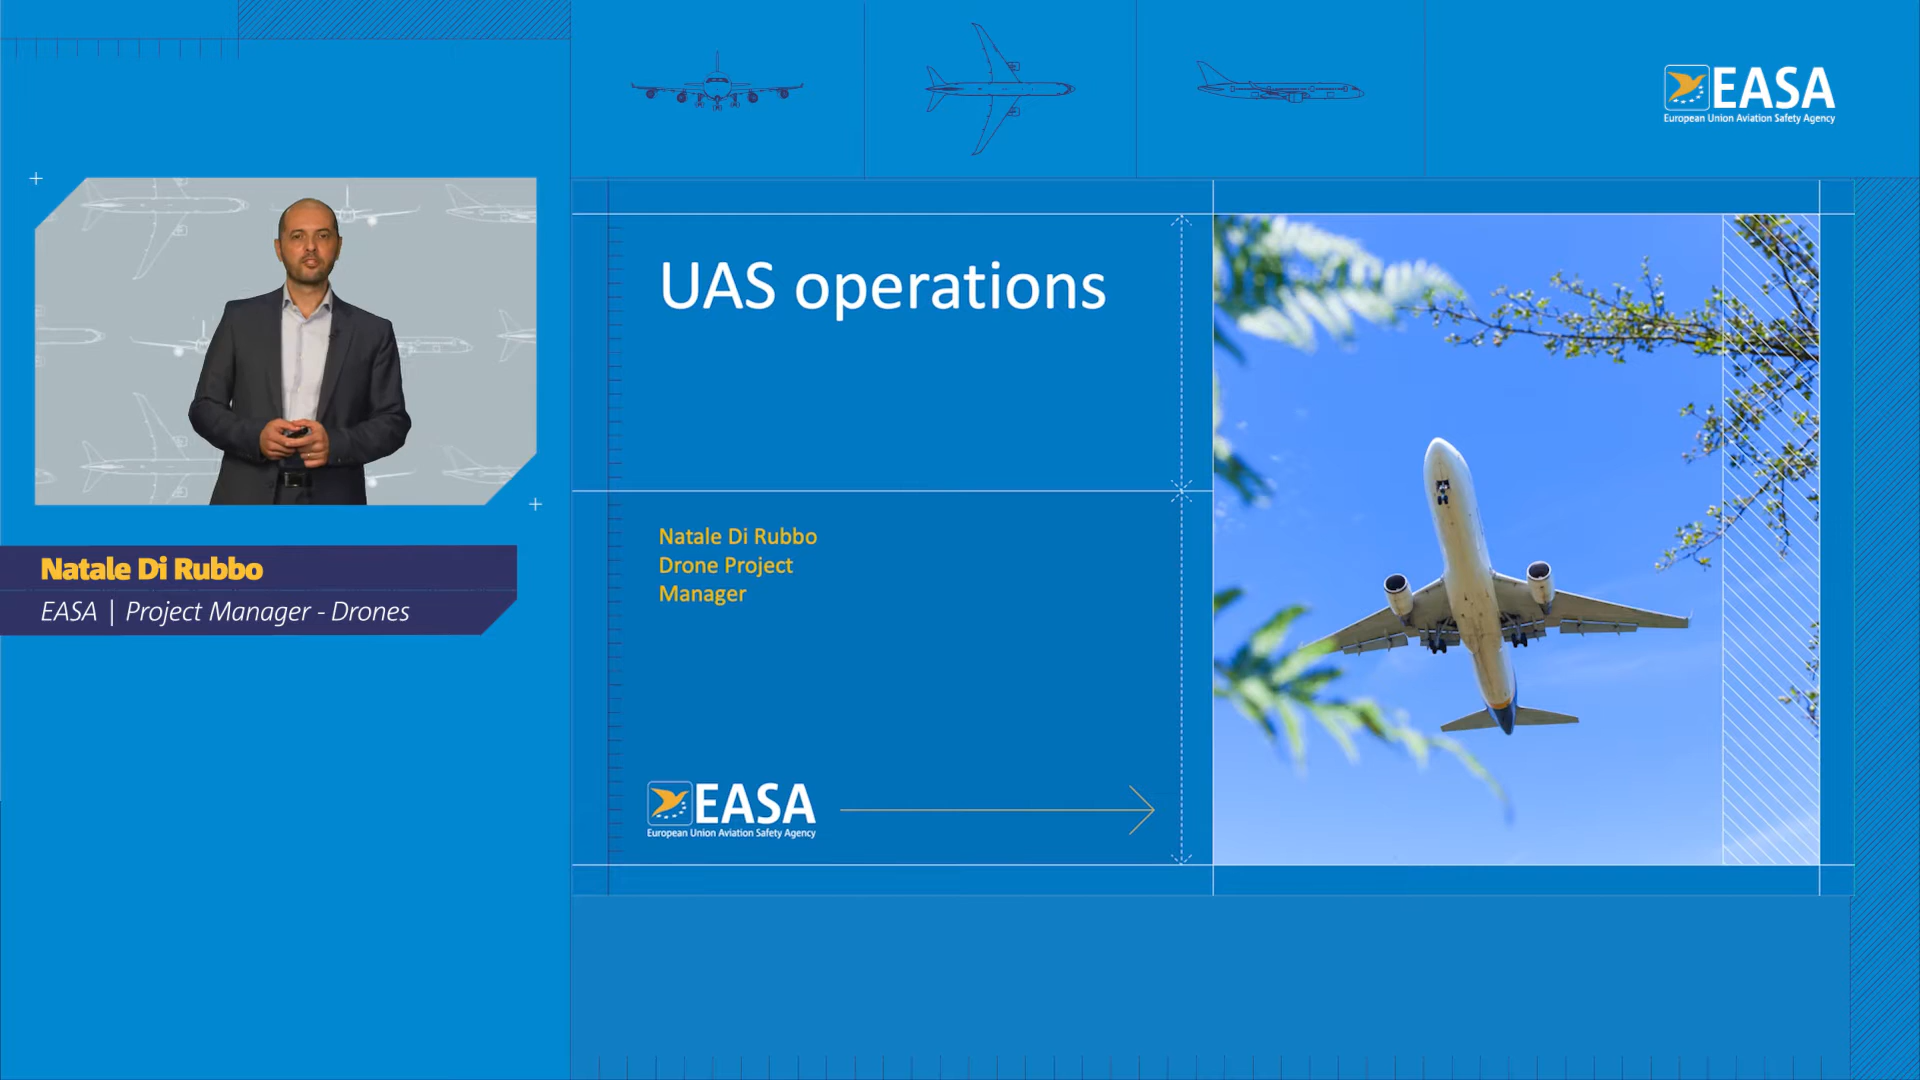 EASA
European Union Aviation Safety Agency
UAS operations
Natale Di Rubbo
EASA | Project Manager - Drones
Natale Di Rubbo
Drone Project
Manager
EASA
European Union Aviation Safety Agency